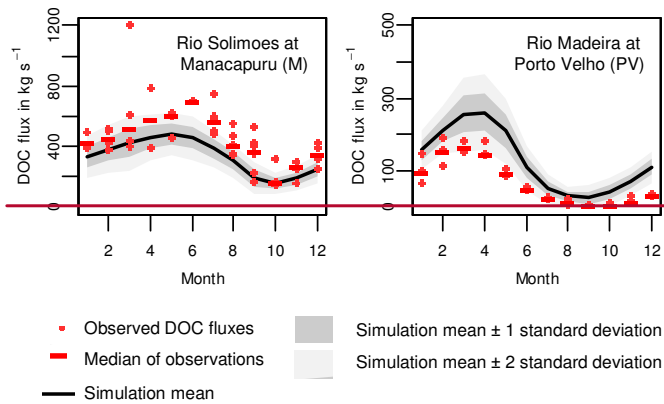 DOC flux in kg s⁻¹
1200
800
400
0
Rio Solimoes at
Manacapuru (M)
2 4 6 8 10 12
Month
DOC flux in kg s⁻¹
500
300
100
0
Rio Madeira at
Porto Velho (PV)
2 4 6 8 10 12
Month
Observed DOC fluxes
Median of observations
Simulation mean
Simulation mean ± 1 standard deviation
Simulation mean ± 2 standard deviation